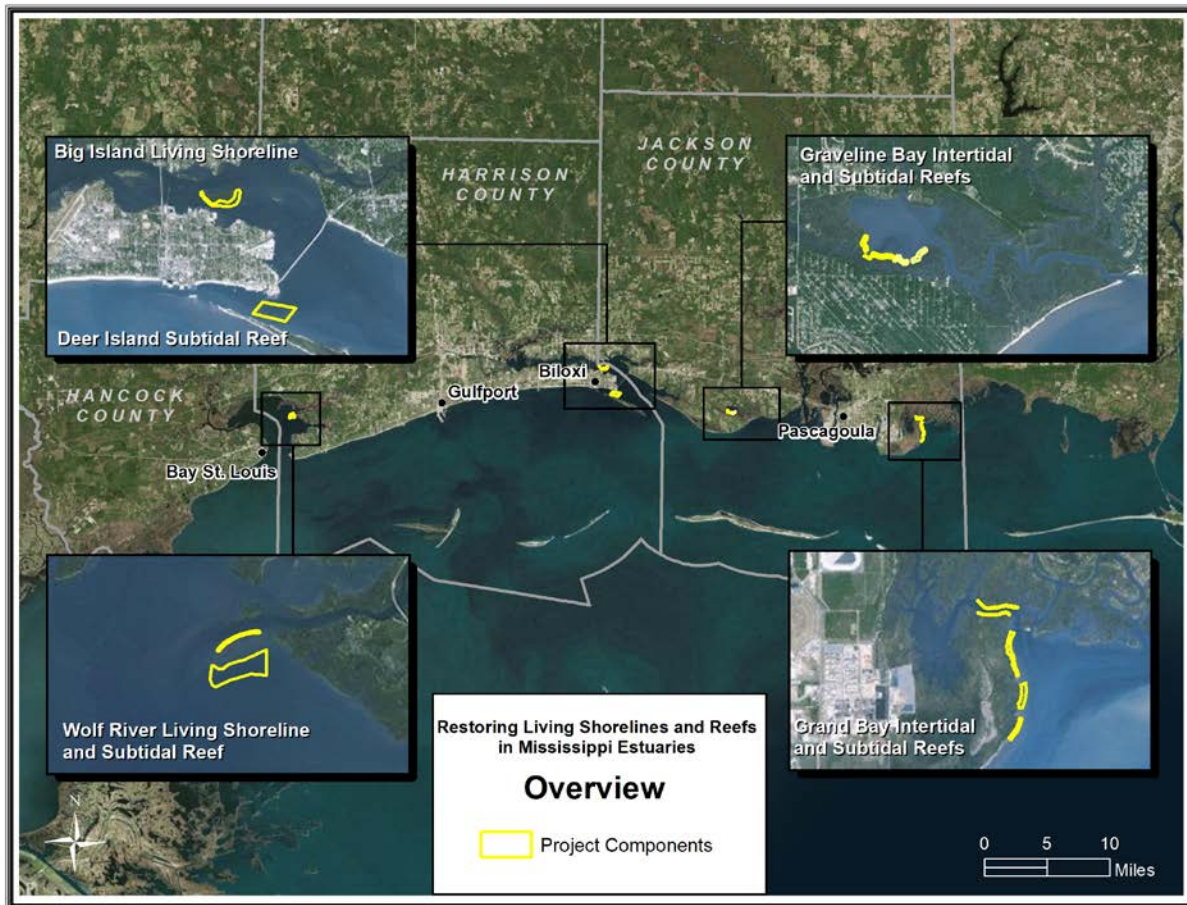 Big Island Living Shoreline
Deer Island Subtidal Reef
HARRISON
COUNTY
JACKSON
COUNTY
Graveline Bay Intertidal
and Subtidal Reefs
HANCOCK
COUNTY
Bay St. Louis
Gulfport
Biloxi
Pascagoula
Wolf River Living Shoreline
and Subtidal Reef
Grand Bay Intertidal
and Subtidal Reefs
Restoring Living Shorelines and Reefs
in Mississippi Estuaries
Overview
Project Components
N
0 5 10
Miles